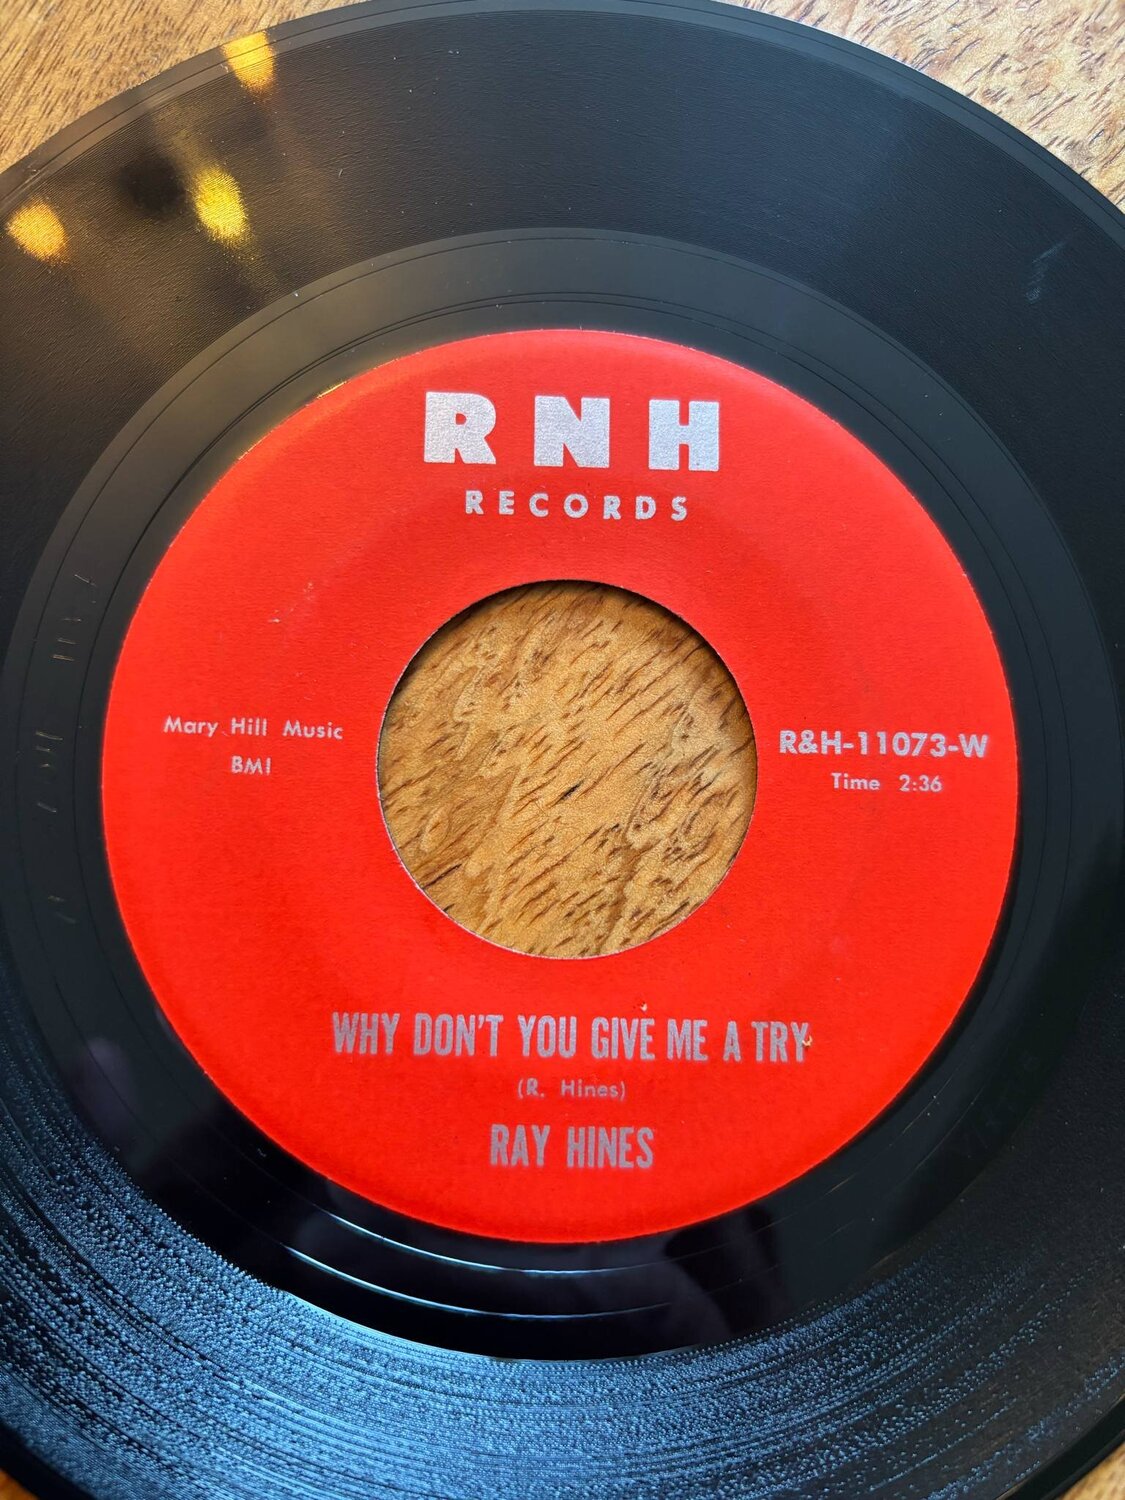 RNH
RECORDS
Mary Hill Music
BMI
R&H-11073-W
Time 2:36
WHY DON'T YOU GIVE ME A TRY
(R. Hines)
RAY HINES